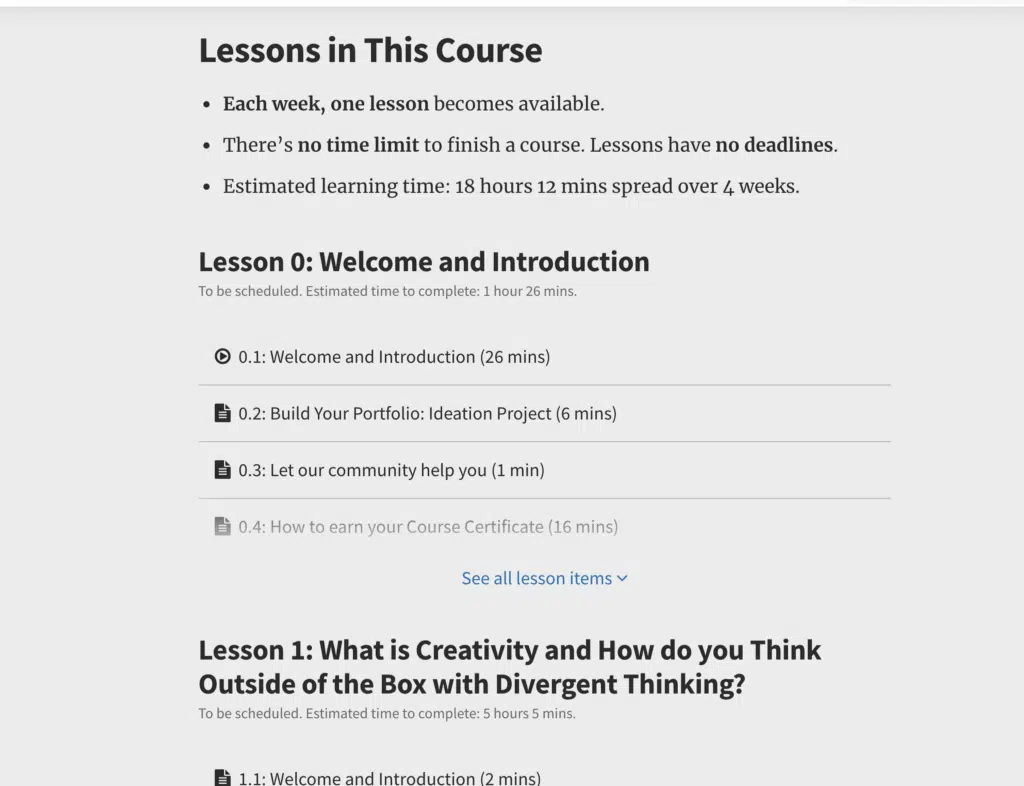 Lessons in This Course
• Each week, one lesson becomes available.
• There’s no time limit to finish a course. Lessons have no deadlines.
• Estimated learning time: 18 hours 12 mins spread over 4 weeks.
Lesson 0: Welcome and Introduction
To be scheduled. Estimated time to complete: 1 hour 26 mins.
0.1: Welcome and Introduction (26 mins)
0.2: Build Your Portfolio: Ideation Project (6 mins)
0.3: Let our community help you (1 min)
0.4: How to earn your Course Certificate (16 mins)
See all lesson items
Lesson 1: What is Creativity and How do you Think
Outside of the Box with Divergent Thinking?
To be scheduled. Estimated time to complete: 5 hours 5 mins.
1.1: Welcome and Introduction (2 mins)